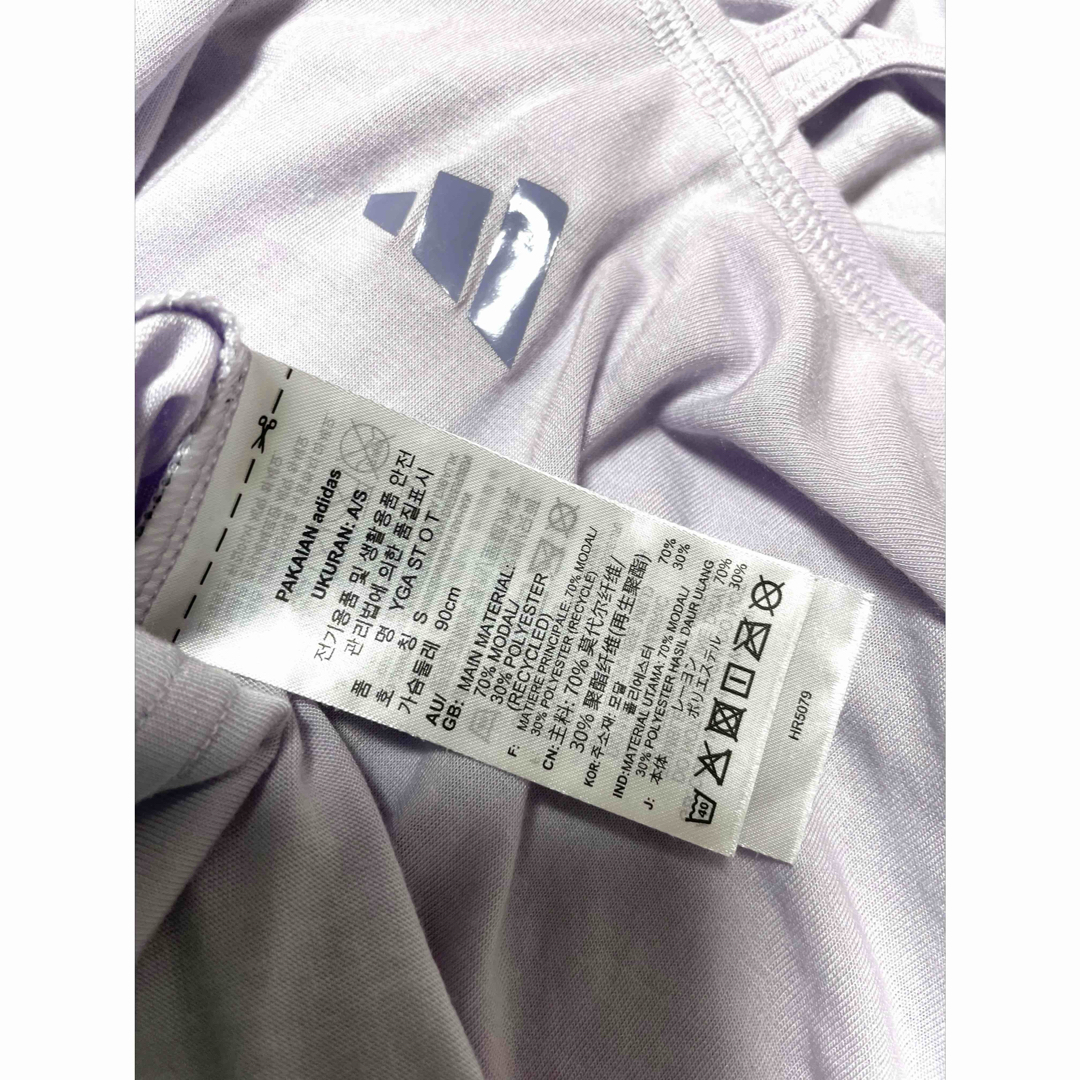 PAKAIAN adidas
UKURAN: A/S
전기용품 및 생활용품 안전
관리법에 의한 품질표시
품 명 YGA ST O T
호 칭 S
가슴둘레 90cm
AU/
GB: MAIN MATERIAL:
70% MODAL/
30% POLYESTER
(RECYCLED)
F: MATIERE PRINCIPALE: 70% MODAL/
30% POLYESTER (RECYCLE)
CN: 主料: 70% 莫代尔纤维/
30% 聚酯纤维(再生聚酯)
KOR: 주소재: 모달 70%
폴리에스터 30%
IND: MATERIAL UTAMA: 70% MODAL/
30% POLYESTER HASIL DAUR ULANG
J: 本体 レーヨン 70%
ポリエステル 30%
40
HR5079